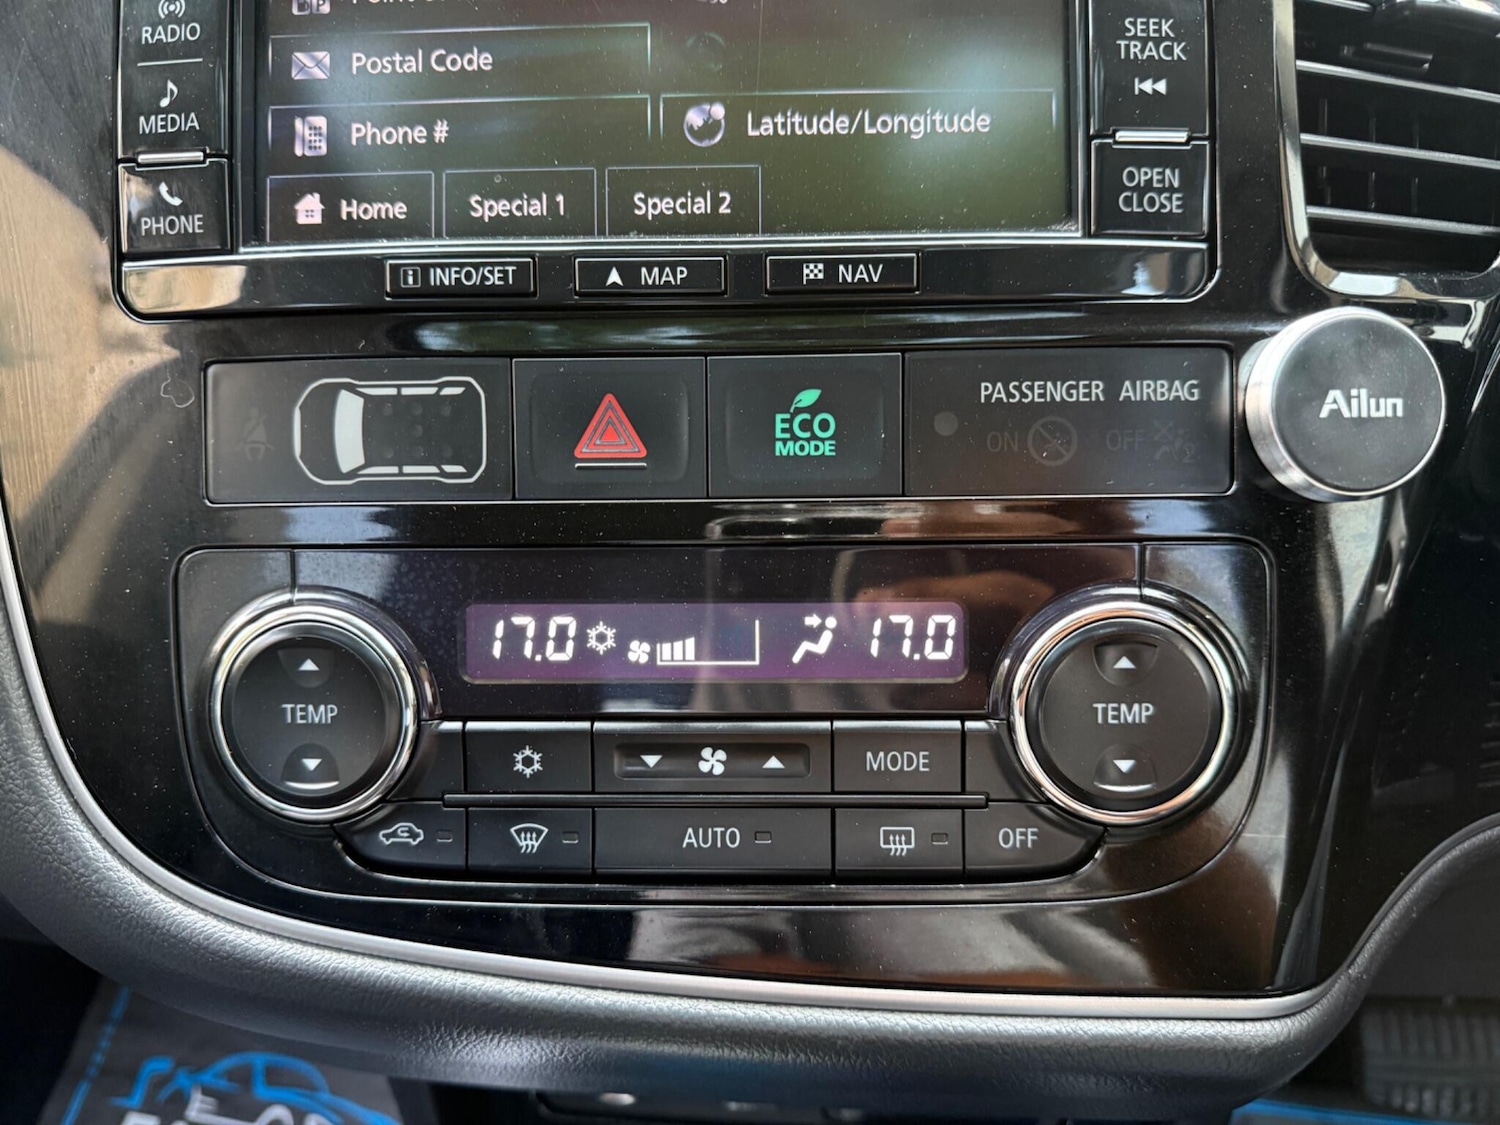 RADIO
MEDIA
PHONE
Postal Code
Phone #
Latitude/Longitude
Home
Special 1
Special 2
SEEK
TRACK
OPEN
CLOSE
INFO/SET
MAP
NAV
ECO
MODE
PASSENGER AIRBAG
ON OFF
Ailun
17.0 17.0
TEMP
MODE
TEMP
AUTO
OFF